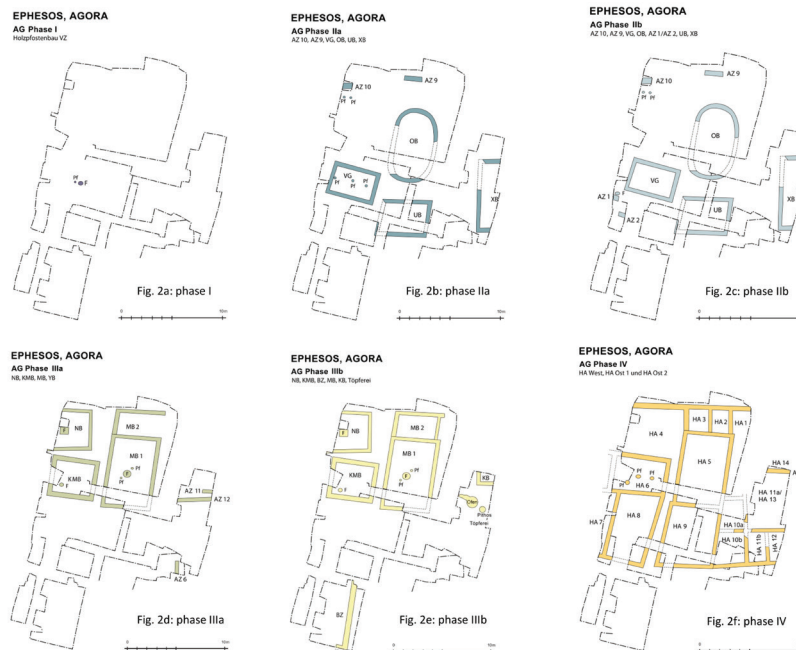 EPHESOS, AGORA
AG Phase I
Holzpfostenbau VZ
Pf
F
Fig. 2a: phase I
0
10m
EPHESOS, AGORA
AG Phase IIa
AZ 10, AZ 9, VG, OB, UB, XB
AZ 10
AZ 9
Pf
Pf
OB
VG
Pf
Pf
Pf
UB
XB
Fig. 2b: phase IIa
0
10m
EPHESOS, AGORA
AG Phase IIb
AZ 10, AZ 9, VG, OB, AZ 1/AZ 2, UB, XB
AZ 10
AZ 9
Pf
Pf
OB
VG
AZ 1
F
AZ 2
UB
XB
Fig. 2c: phase IIb
0
EPHESOS, AGORA
AG Phase IIIa
NB, KMB, MB, YB
NB
F
MB 2
MB 1
Pf
F
Pf
KMB
F
AZ 11
AZ 12
AZ 6
Fig. 2d: phase IIIa
0
10m
EPHESOS, AGORA
AG Phase IIIb
NB, KMB, BZ, MB, KB, Töpferei
NB
F
MB 2
MB 1
Pf
F
Pf
KMB
F
KB
Ofen
Pithos
Töpferei
BZ
Fig. 2e: phase IIIb
0
10m
EPHESOS, AGORA
AG Phase IV
HA West, HA Ost 1 und HA Ost 2
HA 3
HA 2
HA 1
HA 4
HA 5
HA 14
A
Pf
Pf
Pf
HA 6
HA 11a/
HA 13
HA 7
HA 8
HA 9
HA 10a
HA 10b
HA 11b
HA 12
Fig. 2f: phase IV
0